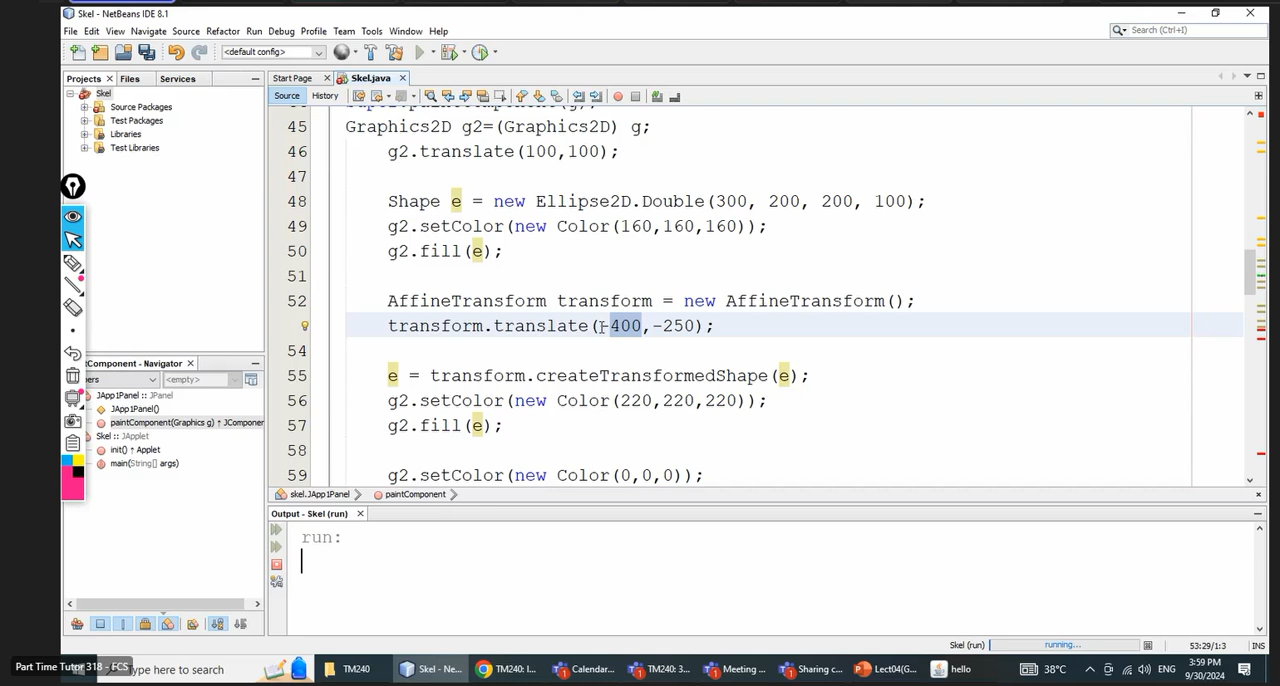 Skel - NetBeans IDE 8.1
File Edit View Navigate Source Refactor Run Debug Profile Team Tools Window Help
Search (Ctrl+I)
<default config>
Projects Files Services
Start Page Skel.java
Source History
Skel
Source Packages
Test Packages
Libraries
Test Libraries
45 Graphics2D g2=(Graphics2D) g;
46 g2.translate(100,100);
47
48 Shape e = new Ellipse2D.Double(300, 200, 200, 100);
49 g2.setColor(new Color(160,160,160));
50 g2.fill(e);
51
52 AffineTransform transform = new AffineTransform();
transform.translate(-400,-250);
54
55 e = transform.createTransformedShape(e);
56 g2.setColor(new Color(220,220,220));
57 g2.fill(e);
58
59 g2.setColor(new Color(0,0,0));
tComponent - Navigator
bers <empty>
JApp1Panel :: JPanel
JApp1Panel()
paintComponent(Graphics g) ↑ JComponer
Skel :: JApplet
init() ↑ Applet
main(String[] args)
skel.JApp1Panel paintComponent
Output - Skel (run)
run:
Skel (run) running... 53:29/1:3 INS
Part Time Tutor 318 - FCS
Type here to search
TM240 Skel - Ne... TM240: I... Calendar... TM240: 3... Meeting ... Sharing c... Lect04(G... hello
38°C ENG 3:59 PM
9/30/2024